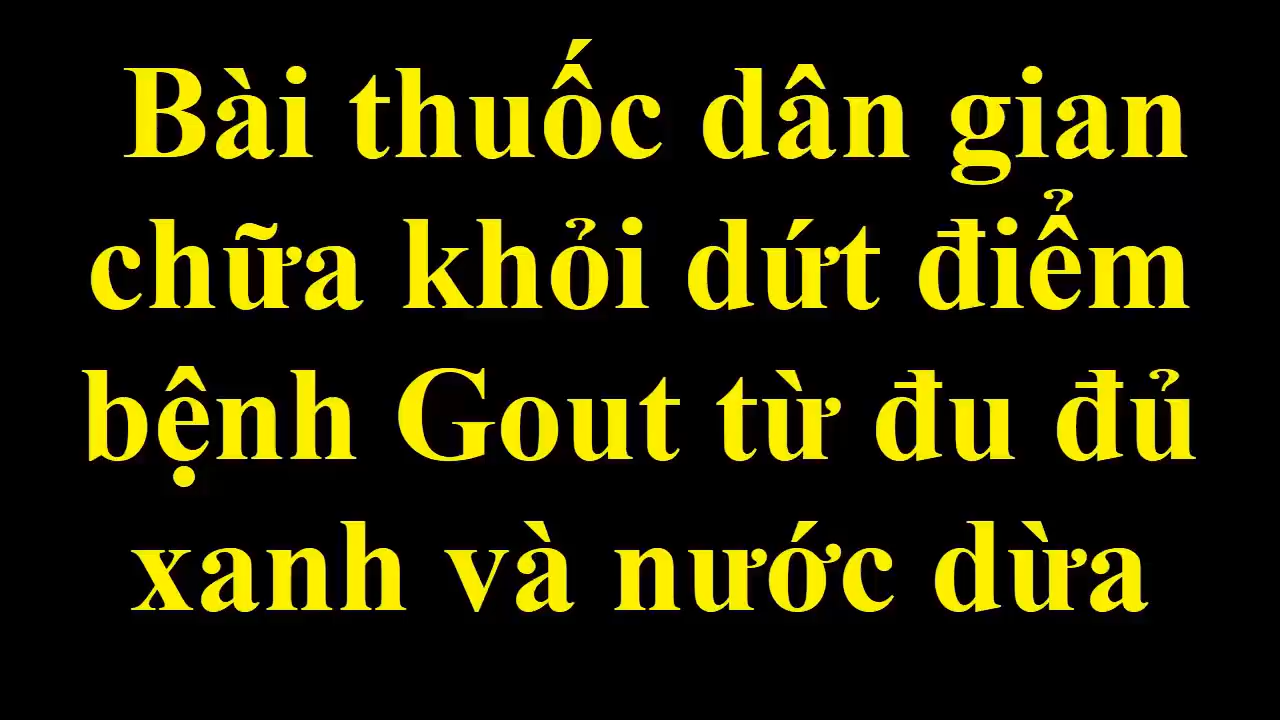 Bài thuốc dân gian
chữa khỏi dứt điểm
bệnh Gout từ đu đủ
xanh và nước dừa